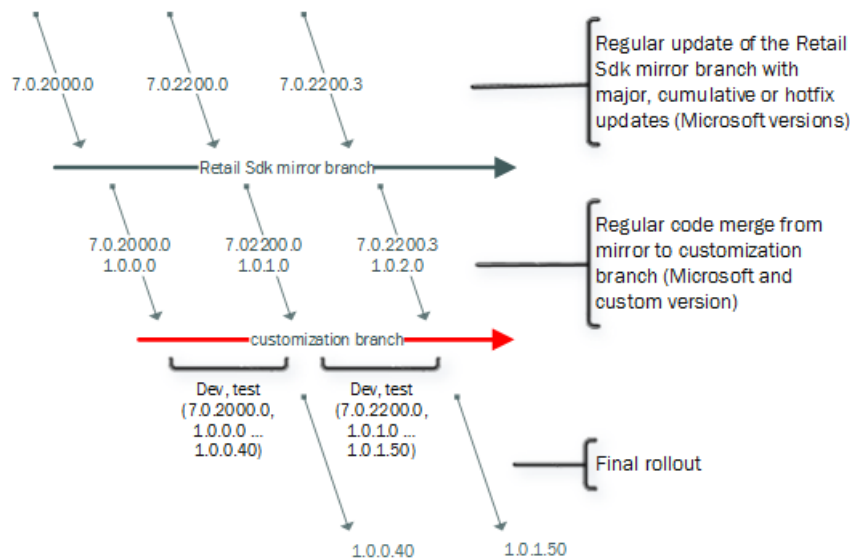 7.0.2000.0
7.0.2200.0
7.0.2200.3
Regular update of the Retail
Sdk mirror branch with
major, cumulative or hotfix
updates (Microsoft versions)
Retail Sdk mirror branch
7.0.2000.0
1.0.0.0
7.02200.0
1.0.1.0
7.0.2200.3
1.0.2.0
Regular code merge from
mirror to customization
branch (Microsoft and
custom version)
customization branch
Dev, test
(7.0.2000.0,
1.0.0.0 ...
1.0.0.40)
Dev, test
(7.0.2200.0,
1.0.1.0 ...
1.0.1.50)
Final rollout
1.0.0.40
1.0.1.50